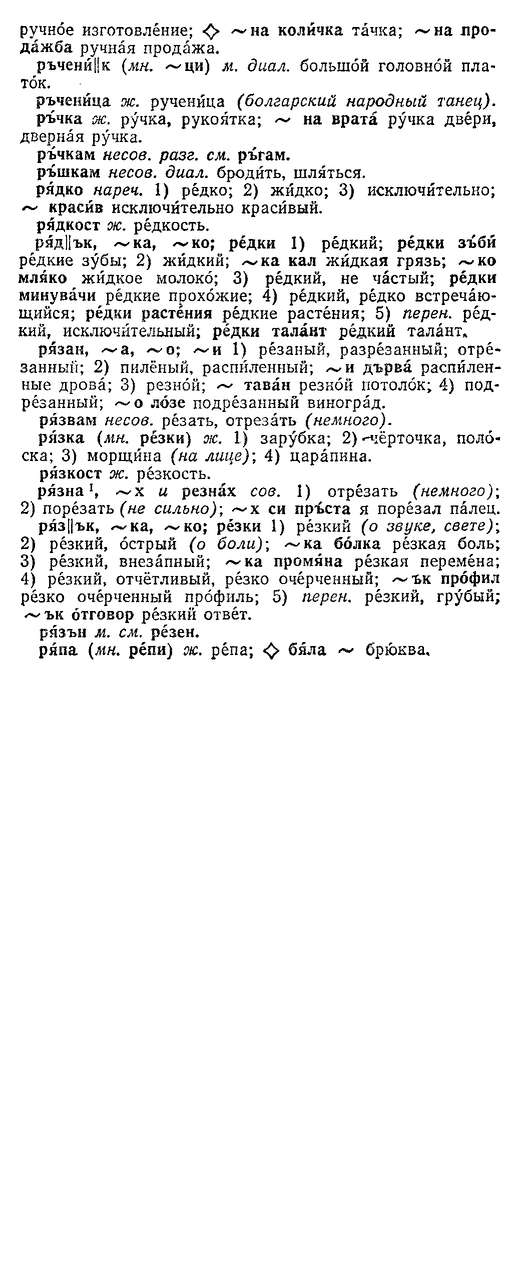 ручно́е изготовле́ние; ◇ ~на коли́чка та́чка; ~на про-
да́жба ручна́я прода́жа.
ръчени́||к (мн. ~ци) м. диал. большо́й головно́й пла-
то́к.
ръчени́ца ж. ручени́ца (болгарский народный танец).
ръ́чка ж. ру́чка, рукоя́тка; ~ на врата́ ру́чка две́ри,
дверна́я ру́чка.
ръ́чкам несов. разг. см. ръ́гам.
ръ́шкам несов. диал. броди́ть, шля́ться.
ря́дко нареч. 1) ре́дко; 2) жи́дко; 3) исключи́тельно;
~ краси́в исключи́тельно краси́вый.
ря́дкост ж. ре́дкость.
ря́д||ък, ~ка, ~ко; ре́дки 1) ре́дкий; ре́дки зъ́би
ре́дкие зу́бы; 2) жи́дкий; ~ка кал жи́дкая грязь; ~ко
мля́ко жи́дкое молоко́; 3) ре́дкий, не ча́стый; ре́дки
минува́чи ре́дкие прохо́жие; 4) ре́дкий, ре́дко встреча́ю-
щийся; ре́дки расте́ния ре́дкие расте́ния; 5) перен. ре́д-
кий, исключи́тельный; ре́дки тала́нт ре́дкий тала́нт.
ря́зан, ~а, ~о; ~и 1) ре́заный, разре́занный; отре́-
занный; 2) пилёный, распи́ленный; ~и дърва́ распи́лен-
ные дрова́; 3) резно́й; ~ тава́н резно́й потоло́к; 4) под-
ре́занный; ~о ло́зе подре́занный виногра́д.
ря́звам несов. ре́зать, отреза́ть (немного).
ря́зка (мн. ре́зки) ж. 1) зару́бка; 2) чёрточка, поло́-
ска; 3) морщи́на (на лице); 4) цара́пина.
ря́зкост ж. ре́зкость.
ря́зна¹, ~х и резна́х сов. 1) отре́зать (немного);
2) поре́зать (не сильно); ~х си пръ́ста я поре́зал па́лец.
ря́з||ък, ~ка, ~ко; ре́зки 1) ре́зкий (о звуке, свете);
2) ре́зкий, о́стрый (о боли); ~ка бо́лка ре́зкая боль;
3) ре́зкий, внеза́пный; ~ка промя́на ре́зкая переме́на;
4) ре́зкий, отчётливый, ре́зко оче́рченный; ~ък про́фил
ре́зко оче́рченный про́филь; 5) перен. ре́зкий, гру́бый;
~ък о́тговор ре́зкий отве́т.
ря́зън м. см. ре́зен.
ря́па (мн. ре́пи) ж. ре́па; ◇ бя́ла ~ брю́ква.